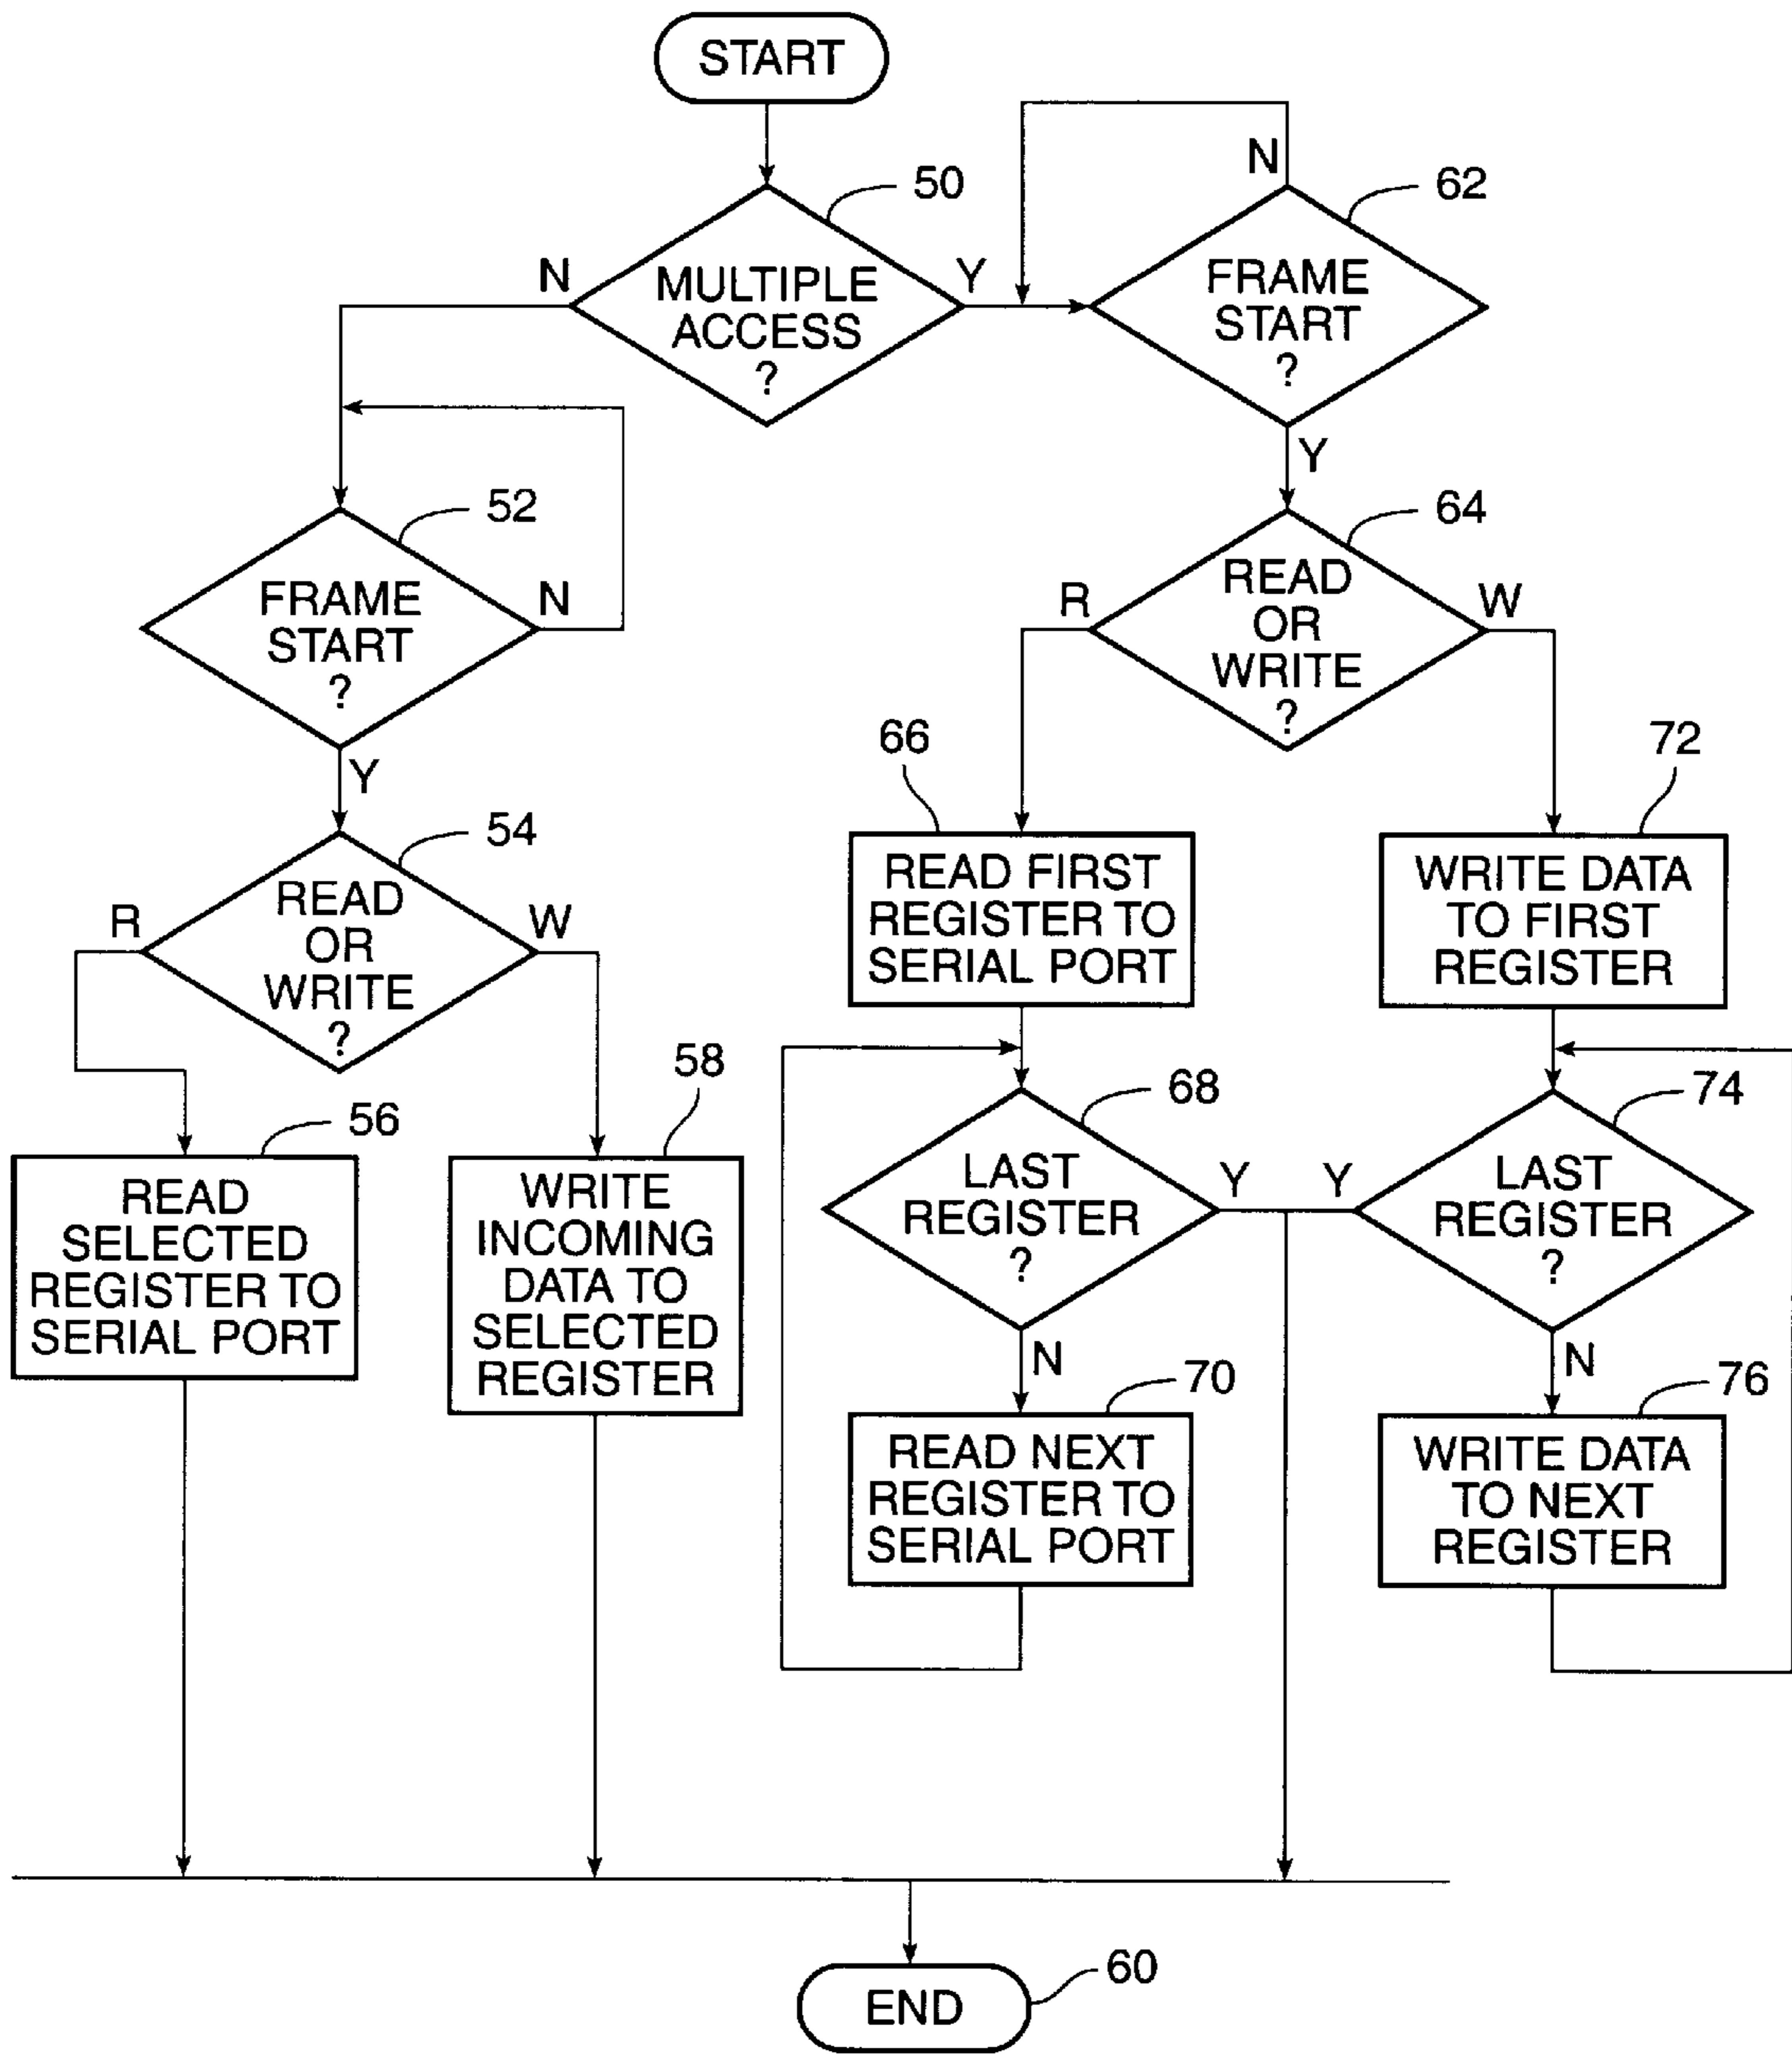 START
50
N
MULTIPLE
ACCESS
?
Y
N
62
FRAME
START
?
Y
52
FRAME
START
?
N
Y
64
READ
OR
WRITE
?
R
W
54
READ
OR
WRITE
?
R
W
56
READ
SELECTED
REGISTER TO
SERIAL PORT
58
WRITE
INCOMING
DATA TO
SELECTED
REGISTER
66
READ FIRST
REGISTER TO
SERIAL PORT
72
WRITE DATA
TO FIRST
REGISTER
68
LAST
REGISTER
?
Y
N
74
Y
LAST
REGISTER
?
N
70
READ NEXT
REGISTER TO
SERIAL PORT
76
WRITE DATA
TO NEXT
REGISTER
60
END